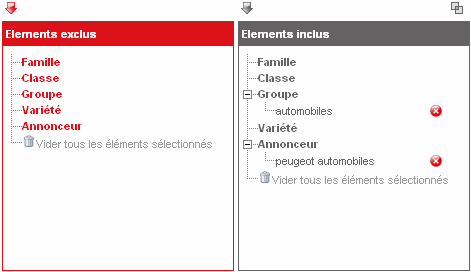 Elements exclus
Famille
Classe
Groupe
Variété
Annonceur
Vider tous les éléments sélectionnés
Elements inclus
Famille
Classe
Groupe
automobiles
Variété
Annonceur
peugeot automobiles
Vider tous les éléments sélectionnés